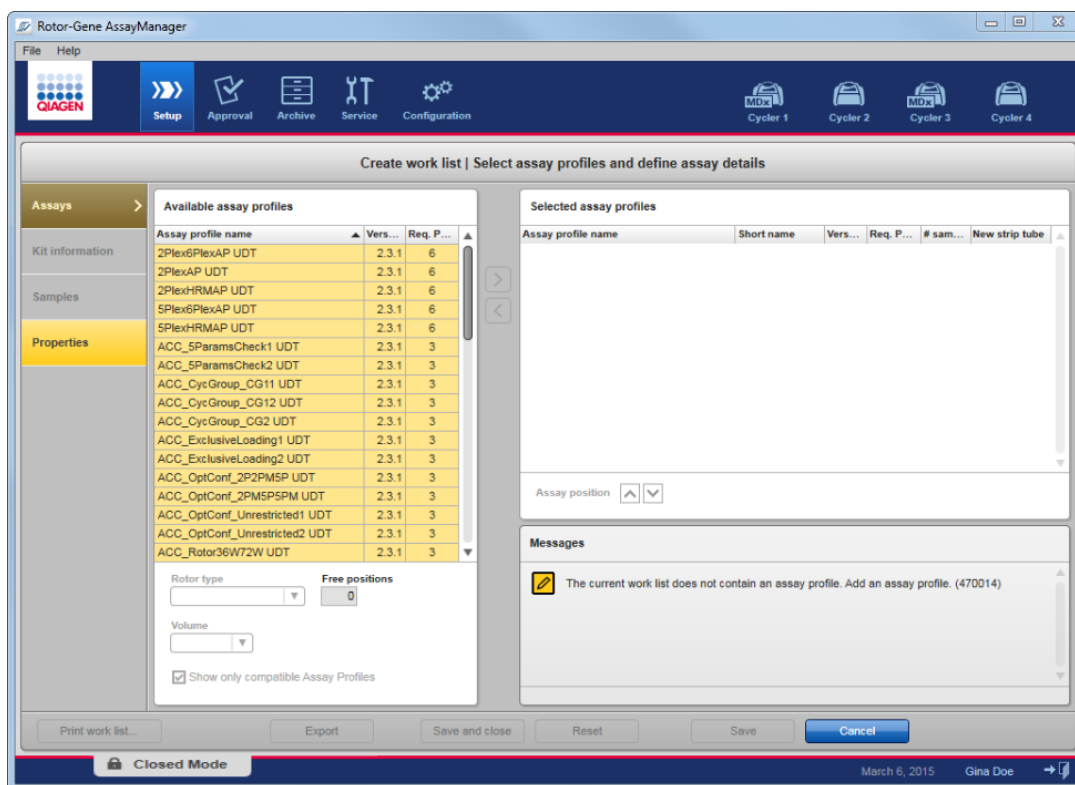 Rotor-Gene AssayManager
File Help
QIAGEN
Setup Approval Archive Service Configuration MDx Cycler 1 Cycler 2 MDx Cycler 3 Cycler 4
Create work list | Select assay profiles and define assay details
Assays
Kit information
Samples
Properties
Available assay profiles
Assay profile name Vers... Req. P...
2Plex6PlexAP UDT 2.3.1 6
2PlexAP UDT 2.3.1 6
2PlexHRMAP UDT 2.3.1 6
5Plex6PlexAP UDT 2.3.1 6
5PlexHRMAP UDT 2.3.1 6
ACC_5ParamsCheck1 UDT 2.3.1 3
ACC_5ParamsCheck2 UDT 2.3.1 3
ACC_CycGroup_CG11 UDT 2.3.1 3
ACC_CycGroup_CG12 UDT 2.3.1 3
ACC_CycGroup_CG2 UDT 2.3.1 3
ACC_ExclusiveLoading1 UDT 2.3.1 3
ACC_ExclusiveLoading2 UDT 2.3.1 3
ACC_OptConf_2P2PM5P UDT 2.3.1 3
ACC_OptConf_2PM5P5PM UDT 2.3.1 3
ACC_OptConf_Unrestricted1 UDT 2.3.1 3
ACC_OptConf_Unrestricted2 UDT 2.3.1 3
ACC_Rotor36W72W UDT 2.3.1 3
Rotor type Free positions
0
Volume
Show only compatible Assay Profiles
Selected assay profiles
Assay profile name Short name Vers... Req. P... # sam... New strip tube
Assay position
Messages
The current work list does not contain an assay profile. Add an assay profile. (470014)
Print work list... Export Save and close Reset Save Cancel
Closed Mode March 6, 2015 Gina Doe